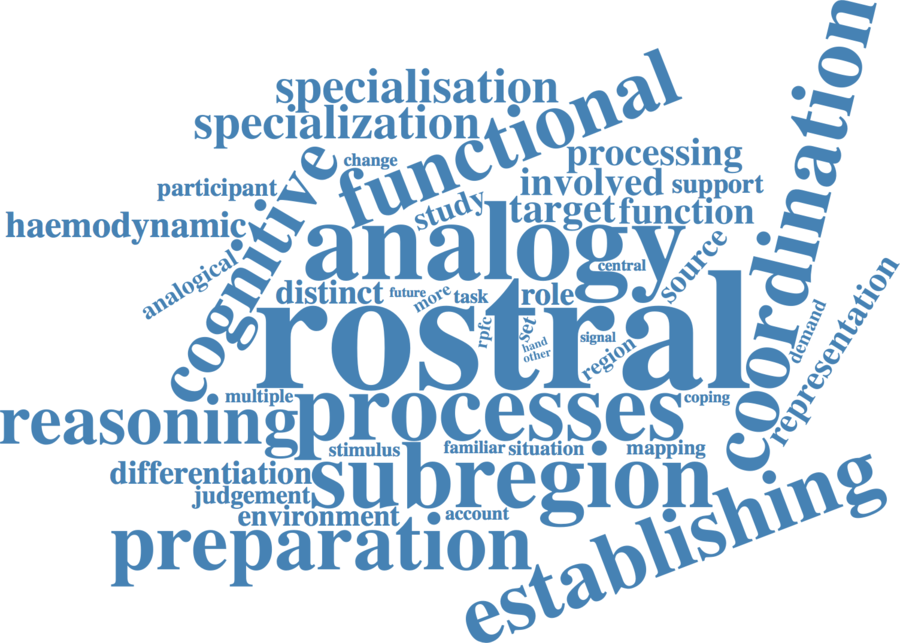 specialisation
specialization
functional
coordination
change
processing
cognitive
participant
involved
support
study
target
function
haemodynamic
analogy
source
central
analogical
distinct
future
more
task
role
rostral
rpfc
set
hand
other
signal
region
demand
representation
multiple
processes
coping
reasoning
stimulus
familiar
situation
mapping
differentiation
subregion
judgement
environment
account
preparation
establishing